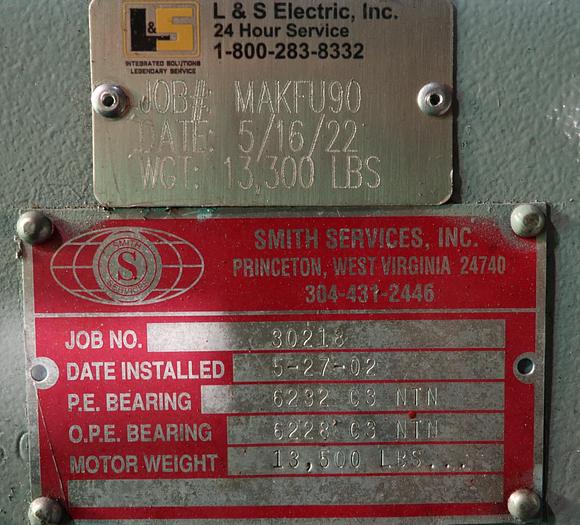 L&S
INTEGRATED SOLUTIONS
LEGENDARY SERVICE
L & S Electric, Inc.
24 Hour Service
1-800-283-8332
JOB#: MAKFU90
DATE: 5/16/22
WGT: 13,300 LBS
SMITH
S
SERVICES
SMITH SERVICES, INC.
PRINCETON, WEST VIRGINIA 24740
304-431-2446
JOB NO. 30218
DATE INSTALLED 5-27-02
P.E. BEARING 6232 C3 NTN
O.P.E. BEARING 6228 C3 NTN
MOTOR WEIGHT 13,500 LBS...